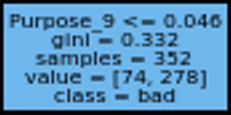 Purpose_9 <= 0.046
gini = 0.332
samples = 352
value = [74, 278]
class = bad